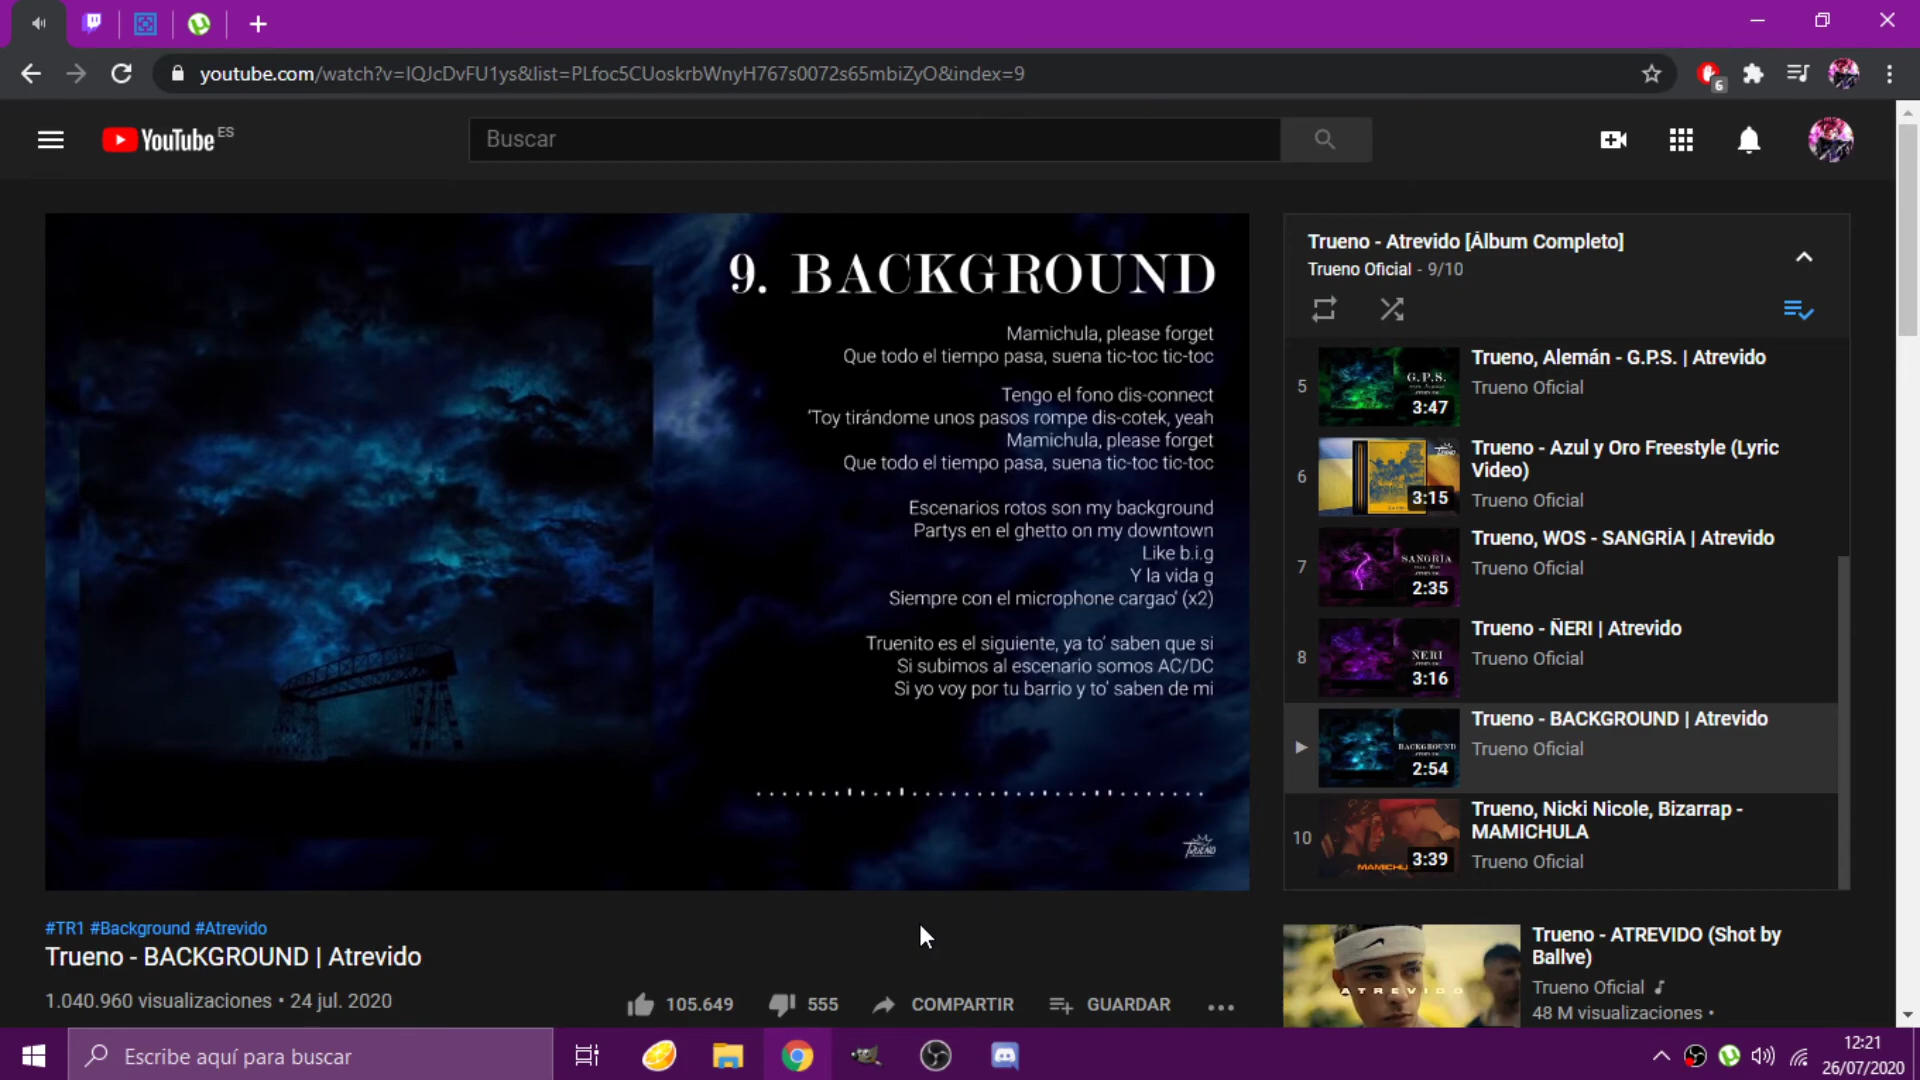 youtube.com/watch?v=IQJcDvFU1ys&list=PLfoc5CUoskrbWnyH767s0072s65mbiZyO&index=9
6
YouTube ES
Buscar
9. BACKGROUND
Mamichula, please forget
Que todo el tiempo pasa, suena tic-toc tic-toc
Tengo el fono dis-connect
'Toy tirándome unos pasos rompe dis-cotek, yeah
Mamichula, please forget
Que todo el tiempo pasa, suena tic-toc tic-toc
Escenarios rotos son my background
Partys en el ghetto on my downtown
Like b.i.g
Y la vida g
Siempre con el microphone cargao' (x2)
Truenito es el siguiente, ya to' saben que si
Si subimos al escenario somos AC/DC
Si yo voy por tu barrio y to' saben de mi
TRUENO
#TR1 #Background #Atrevido
Trueno - BACKGROUND | Atrevido
1.040.960 visualizaciones • 24 jul. 2020
105.649
555
COMPARTIR
GUARDAR
Trueno - Atrevido [Álbum Completo]
Trueno Oficial - 9/10
5
G.P.S.
3:47
Trueno, Alemán - G.P.S. | Atrevido
Trueno Oficial
6
3:15
Trueno - Azul y Oro Freestyle (Lyric
Video)
Trueno Oficial
7
SANGRIA
2:35
Trueno, WOS - SANGRÍA | Atrevido
Trueno Oficial
8
ÑERI
3:16
Trueno - ÑERI | Atrevido
Trueno Oficial
BACKGROUND
2:54
Trueno - BACKGROUND | Atrevido
Trueno Oficial
10
MAMICHU
3:39
Trueno, Nicki Nicole, Bizarrap -
MAMICHULA
Trueno Oficial
ATREVIDO
Trueno - ATREVIDO (Shot by
Ballve)
Trueno Oficial
48 M visualizaciones •
Escribe aquí para buscar
12:21
26/07/2020